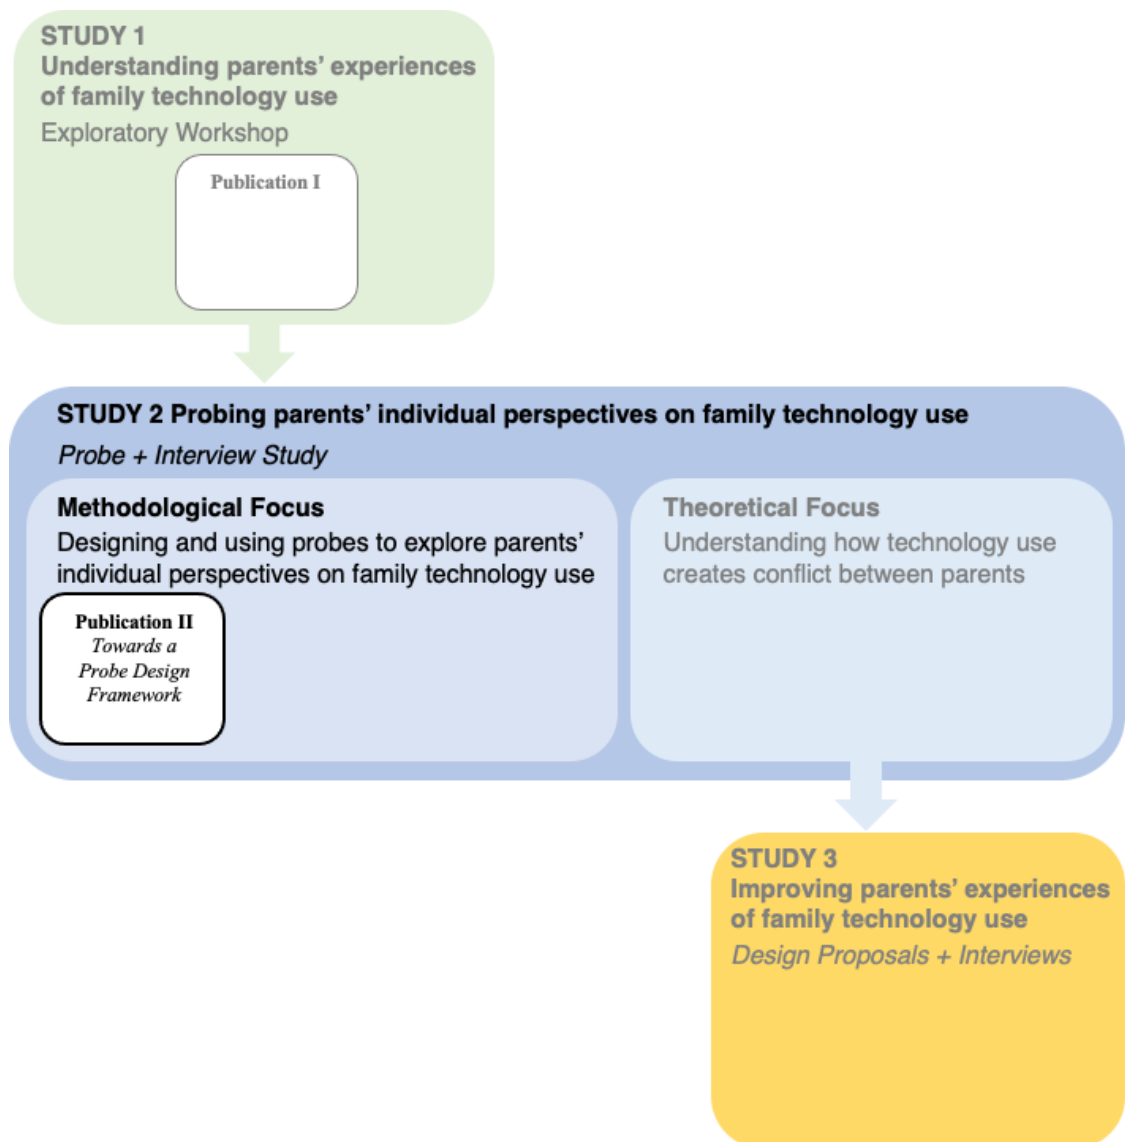 STUDY 1
Understanding parents’ experiences
of family technology use
Exploratory Workshop
Publication I
STUDY 2 Probing parents’ individual perspectives on family technology use
Probe + Interview Study
Methodological Focus
Designing and using probes to explore parents’
individual perspectives on family technology use
Publication II
Towards a
Probe Design
Framework
Theoretical Focus
Understanding how technology use
creates conflict between parents
STUDY 3
Improving parents’ experiences
of family technology use
Design Proposals + Interviews